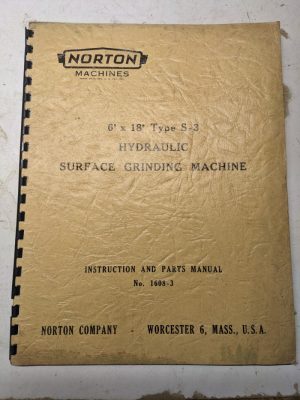 NORTON
MACHINES
6" x 18" Type S-3
HYDRAULIC
SURFACE GRINDING MACHINE
INSTRUCTION AND PARTS MANUAL
No. 1608-3
NORTON COMPANY - WORCESTER 6, MASS., U.S.A.